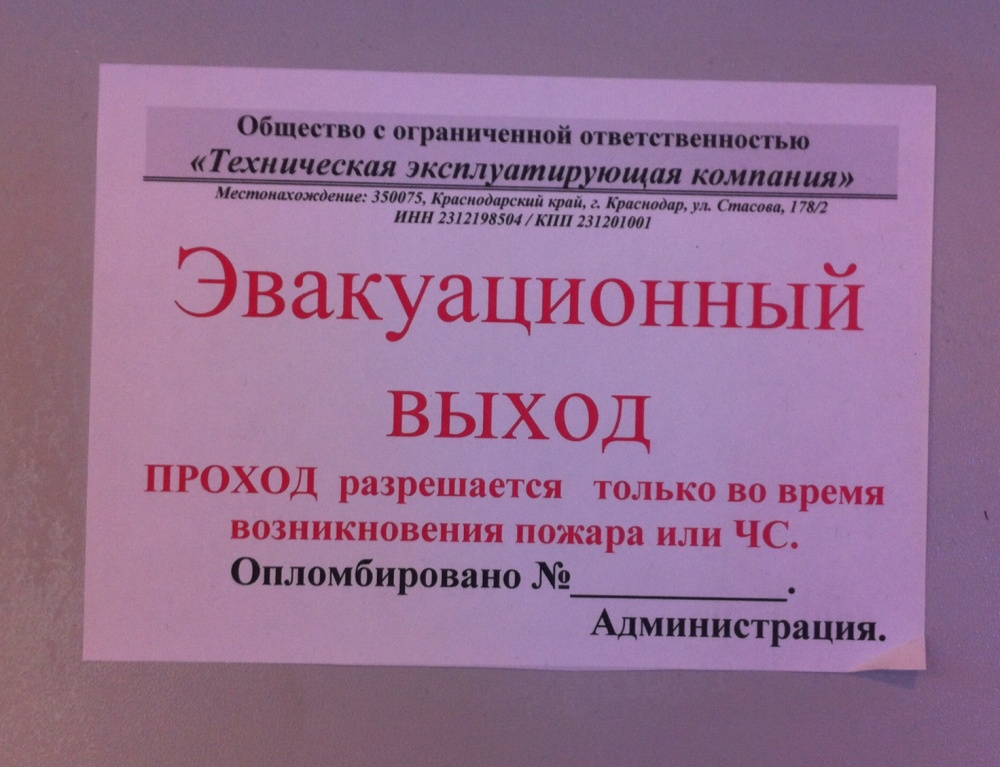 Общество с ограниченной ответственностью
«Техническая эксплуатирующая компания»
Местонахождение: 350075, Краснодарский край, г. Краснодар, ул. Стасова, 178/2
ИНН 2312198504 / КПП 231201001
Эвакуационный
выход
ПРОХОД разрешается только во время
возникновения пожара или ЧС.
Опломбировано №___________.
Администрация.